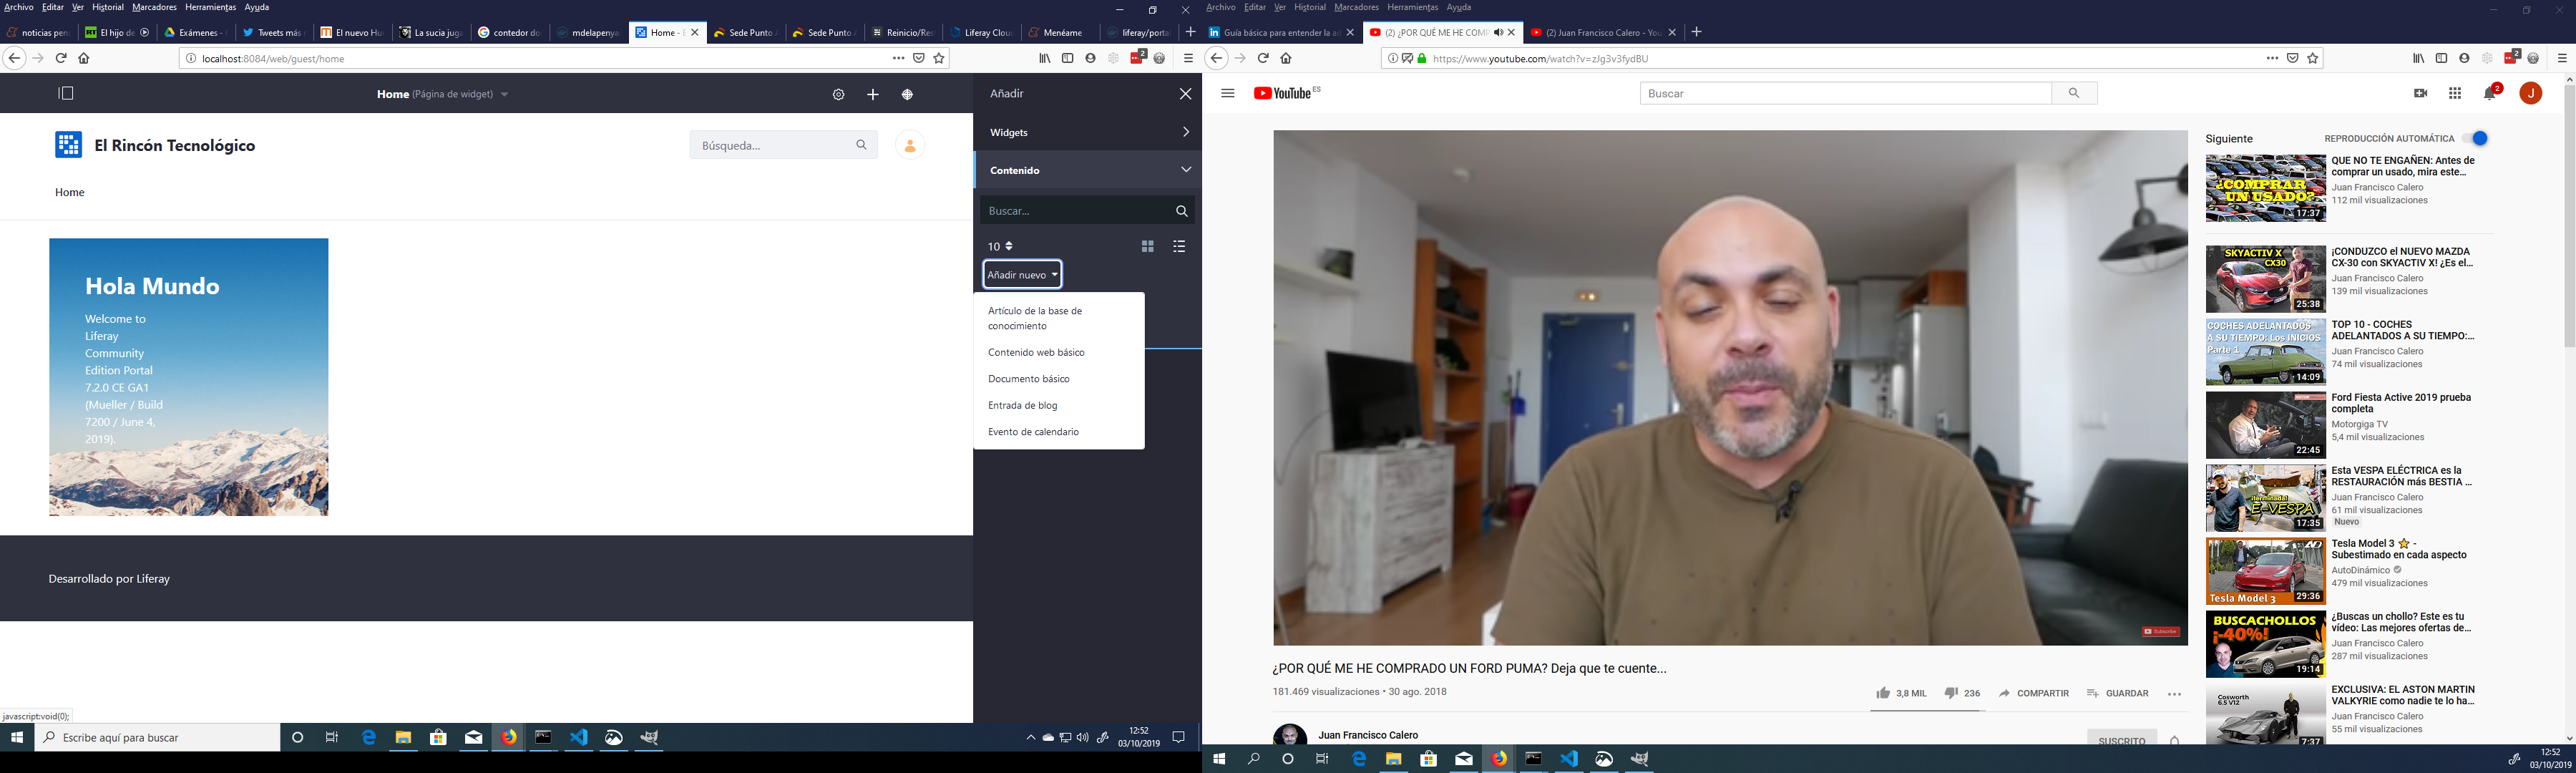 Archivo Editar Ver Historial Marcadores Herramientas Ayuda
noticias pen
El hijo de
Exámenes -
Tweets más
El nuevo Hu
La sucia juga
contedor do
mdelapenya
Home -
Sede Punto
Sede Punto
Reinicio/Res
Liferay Clou
Menéame
liferay/portal
localhost:8084/web/guest/home
2
Home (Página de widget)
El Rincón Tecnológico
Búsqueda...
Home
Hola Mundo
Welcome to
Liferay
Community
Edition Portal
7.2.0 CE GA1
(Mueller / Build
7200 / June 4,
2019).
Desarrollado por Liferay
javascript:void(0);
Añadir
Widgets
Contenido
Buscar...
10
Añadir nuevo
Artículo de la base de
conocimiento
Contenido web básico
Documento básico
Entrada de blog
Evento de calendario
Escribe aquí para buscar
12:52
03/10/2019
Archivo Editar Ver Historial Marcadores Herramientas Ayuda
Guía básica para entender la ad
(2) ¿POR QUÉ ME HE COMP
(2) Juan Francisco Calero - You
https://www.youtube.com/watch?v=zJg3v3fydBU
2
YouTube ES
Buscar
2
J
Subscribe
¿POR QUÉ ME HE COMPRADO UN FORD PUMA? Deja que te cuente...
181.469 visualizaciones • 30 ago. 2018
3,8 MIL 236 COMPARTIR GUARDAR
Juan Francisco Calero
SUSCRITO
Siguiente REPRODUCCIÓN AUTOMÁTICA
¿COMPRAR
UN USADO?
17:37
QUE NO TE ENGAÑEN: Antes de
comprar un usado, mira este...
Juan Francisco Calero
112 mil visualizaciones
SKYACTIV X
CX30
25:38
¡CONDUZCO el NUEVO MAZDA
CX-30 con SKYACTIV X! ¿Es el...
Juan Francisco Calero
139 mil visualizaciones
COCHES ADELANTADOS
A SU TIEMPO: Los INICIOS
Parte 1
14:09
TOP 10 - COCHES
ADELANTADOS A SU TIEMPO:...
Juan Francisco Calero
74 mil visualizaciones
22:45
Ford Fiesta Active 2019 prueba
completa
Motorgiga TV
5,4 mil visualizaciones
¡terminada!
E-VESPA
17:35
Esta VESPA ELÉCTRICA es la
RESTAURACIÓN más BESTIA ...
Juan Francisco Calero
61 mil visualizaciones
Nuevo
Tesla Model 3
29:36
Tesla Model 3 ⭐ -
Subestimado en cada aspecto
AutoDinámico
479 mil visualizaciones
BUSCACHOLLOS
¡-40%!
19:14
¿Buscas un chollo? Este es tu
vídeo: Las mejores ofertas de...
Juan Francisco Calero
287 mil visualizaciones
Cosworth
6.5 V12
7:37
EXCLUSIVA: EL ASTON MARTIN
VALKYRIE como nadie te lo ha...
Juan Francisco Calero
55 mil visualizaciones
12:52
03/10/2019